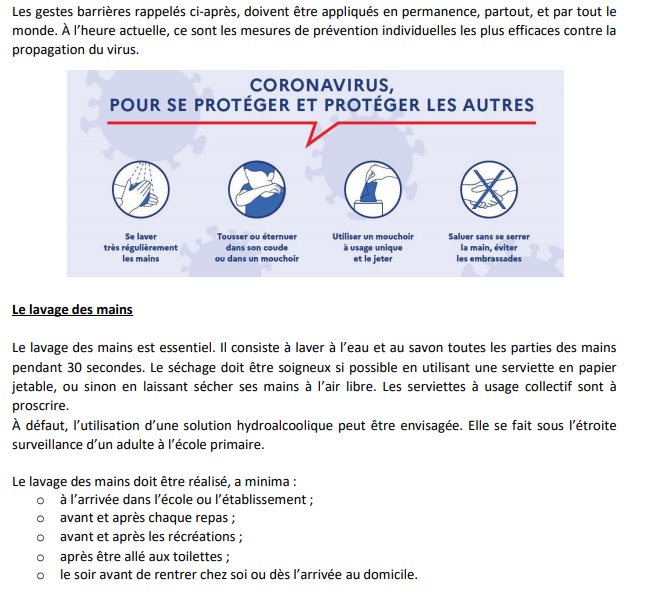 Les gestes barrières rappelés ci-après, doivent être appliqués en permanence, partout, et par tout le
monde. À l'heure actuelle, ce sont les mesures de prévention individuelles les plus efficaces contre la
propagation du virus.
CORONAVIRUS,
POUR SE PROTÉGER ET PROTÉGER LES AUTRES
Se laver
très régulièrement
les mains
Tousser ou éternuer
dans son coude
ou dans un mouchoir
Utiliser un mouchoir
à usage unique
et le jeter
Saluer sans se serrer
la main, éviter
les embrassades
Le lavage des mains
Le lavage des mains est essentiel. Il consiste à laver à l'eau et au savon toutes les parties des mains
pendant 30 secondes. Le séchage doit être soigneux si possible en utilisant une serviette en papier
jetable, ou sinon en laissant sécher ses mains à l'air libre. Les serviettes à usage collectif sont à
proscrire.
À défaut, l'utilisation d'une solution hydroalcoolique peut être envisagée. Elle se fait sous l'étroite
surveillance d'un adulte à l'école primaire.
Le lavage des mains doit être réalisé, a minima :
o à l'arrivée dans l'école ou l'établissement ;
o avant et après chaque repas ;
o avant et après les récréations ;
o après être allé aux toilettes ;
o le soir avant de rentrer chez soi ou dès l'arrivée au domicile.